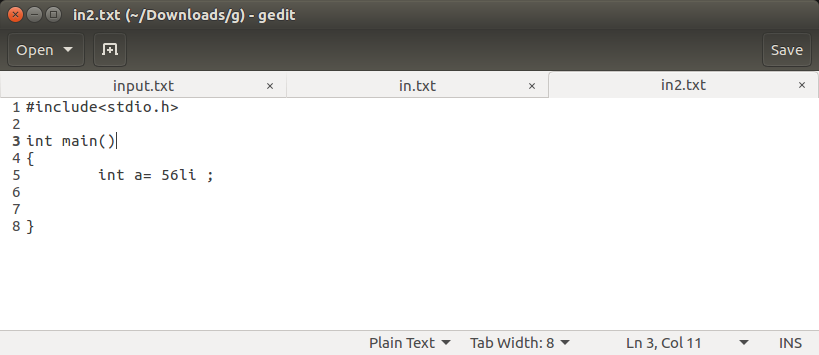 in2.txt (~/Downloads/g) - gedit
Open Save
input.txt × in.txt × in2.txt ×
1 #include<stdio.h>
2
3 int main()
4 {
5 int a= 56li ;
6
7
8 }
Plain Text Tab Width: 8 Ln 3, Col 11 INS